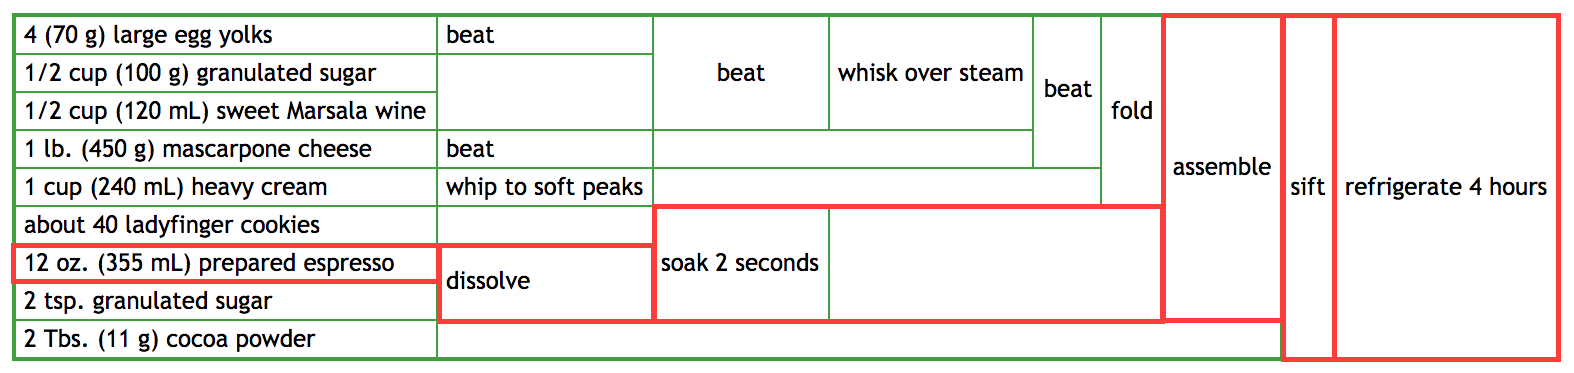 4 (70 g) large egg yolks
beat
1/2 cup (100 g) granulated sugar
beat
whisk over steam
beat
fold
1/2 cup (120 mL) sweet Marsala wine
1 lb. (450 g) mascarpone cheese
beat
assemble
1 cup (240 mL) heavy cream
whip to soft peaks
sift
refrigerate 4 hours
about 40 ladyfinger cookies
12 oz. (355 mL) prepared espresso
dissolve
soak 2 seconds
2 tsp. granulated sugar
2 Tbs. (11 g) cocoa powder